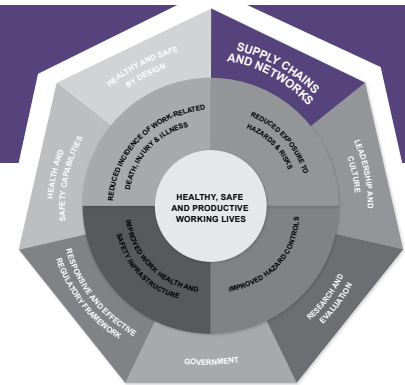 HEALTHY AND SAFE
BY DESIGN
SUPPLY CHAINS
AND NETWORKS
LEADERSHIP AND
CULTURE
RESEARCH AND
EVALUATION
GOVERNMENT
RESPONSIVE AND EFFECTIVE
REGULATORY FRAMEWORK
HEALTH AND
SAFETY CAPABILITIES
REDUCED INCIDENCE OF WORK-RELATED
DEATH, INJURY & ILLNESS
REDUCED EXPOSURE TO
HAZARDS & RISKS
IMPROVED HAZARD CONTROLS
IMPROVED WORK HEALTH AND
SAFETY INFRASTRUCTURE
HEALTHY, SAFE
AND PRODUCTIVE
WORKING LIVES